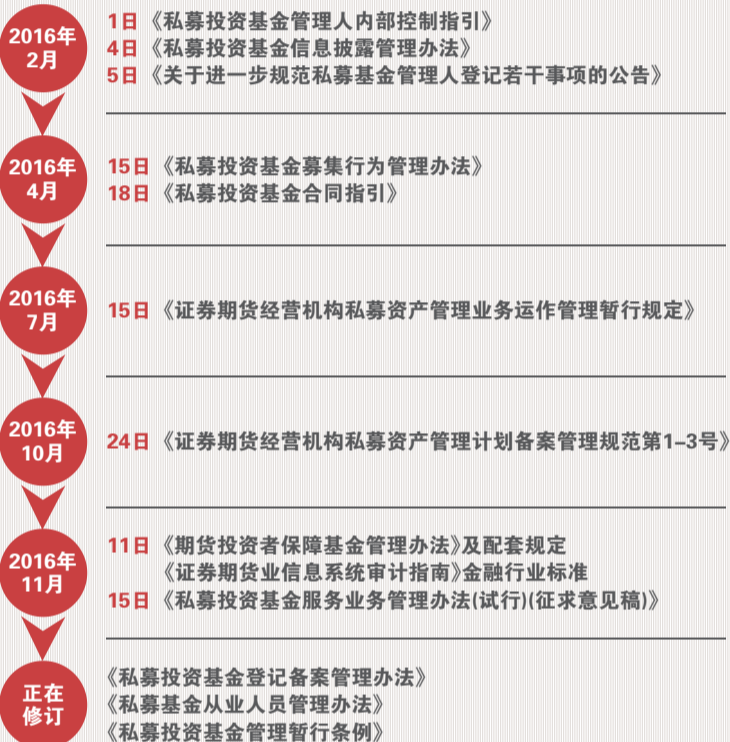 2016年
2月
1日《私募投资基金管理人内部控制指引》
4日《私募投资基金信息披露管理办法》
5日《关于进一步规范私募基金管理人登记若干事项的公告》
2016年
4月
15日《私募投资基金募集行为管理办法》
18日《私募投资基金合同指引》
2016年
7月
15日《证券期货经营机构私募资产管理业务运作管理暂行规定》
2016年
10月
24日《证券期货经营机构私募资产管理计划备案管理规范第1–3号》
2016年
11月
11日《期货投资者保障基金管理办法》及配套规定
《证券期货业信息系统审计指南》金融行业标准
15日《私募投资基金服务业务管理办法(试行)(征求意见稿)》
正在
修订
《私募投资基金登记备案管理办法》
《私募基金从业人员管理办法》
《私募投资基金管理暂行条例》